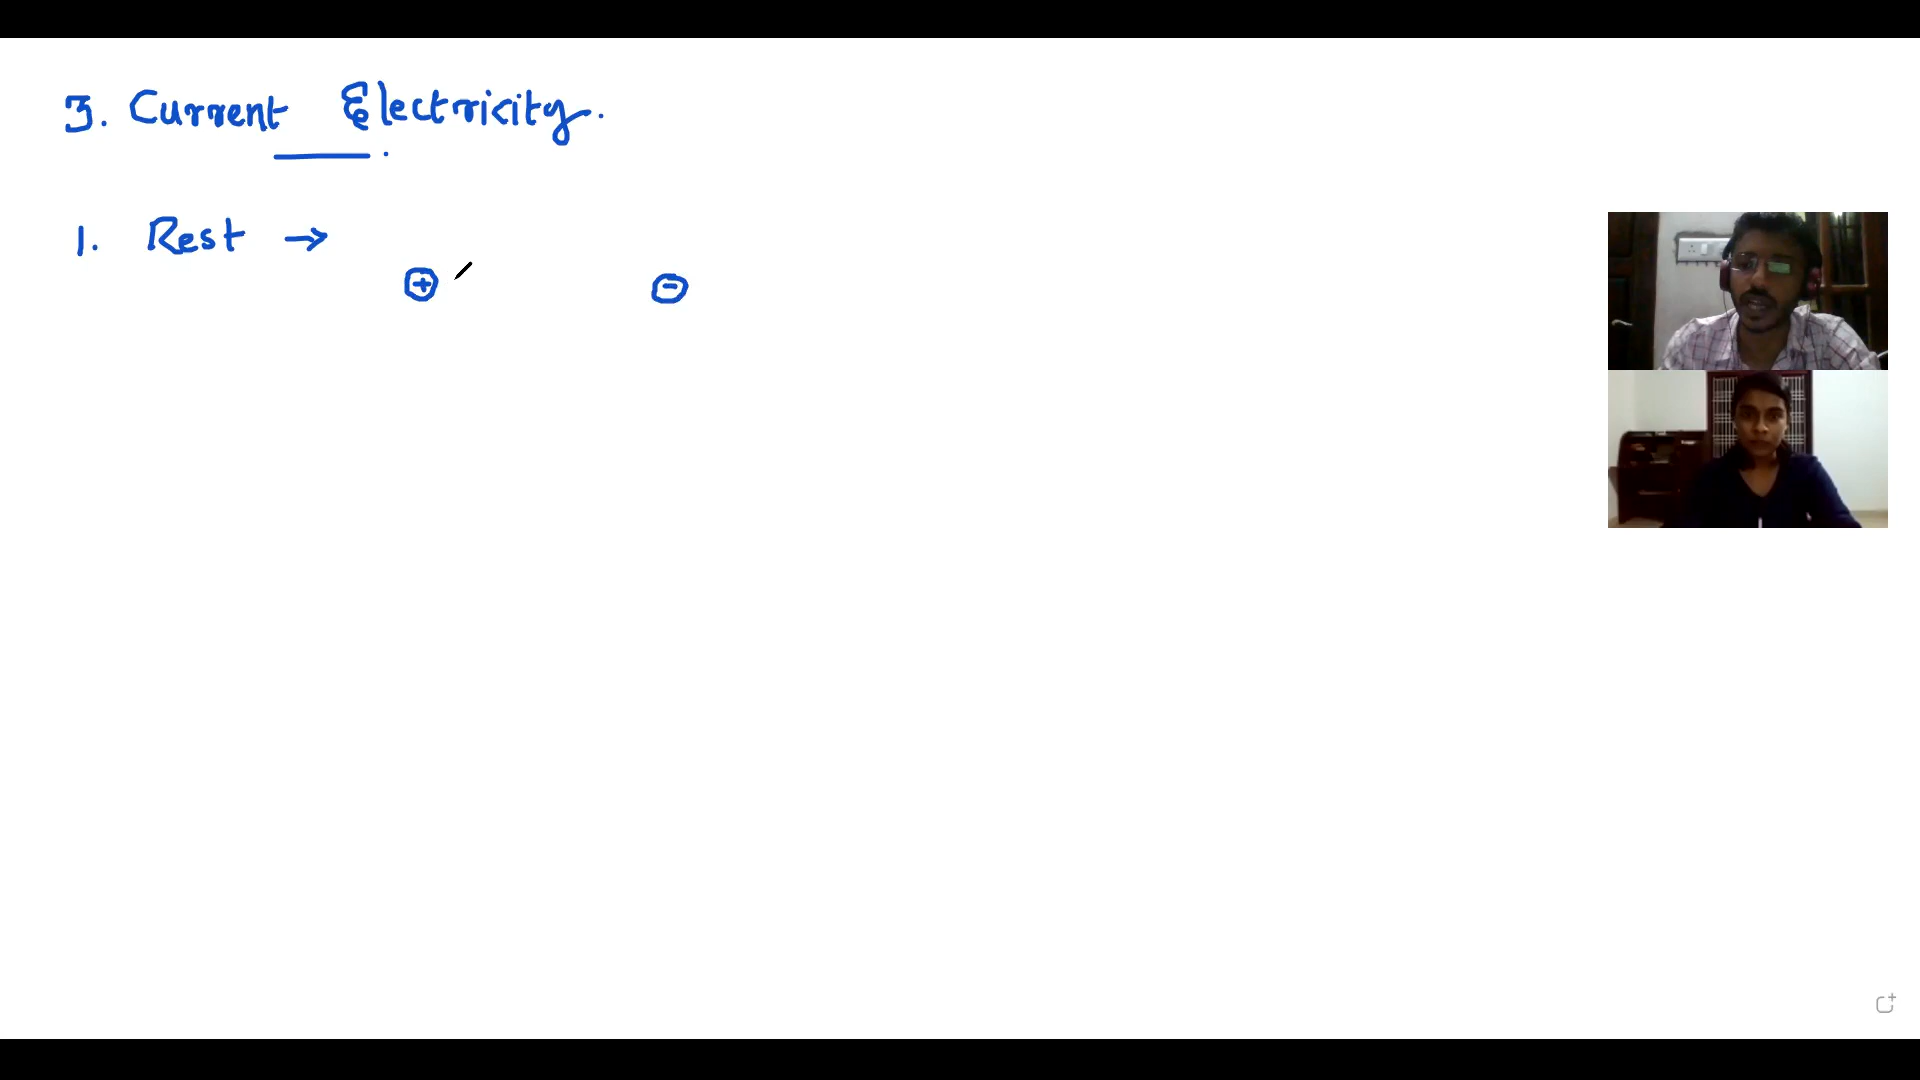 3. Current Electricity.
1. Rest →
+ -